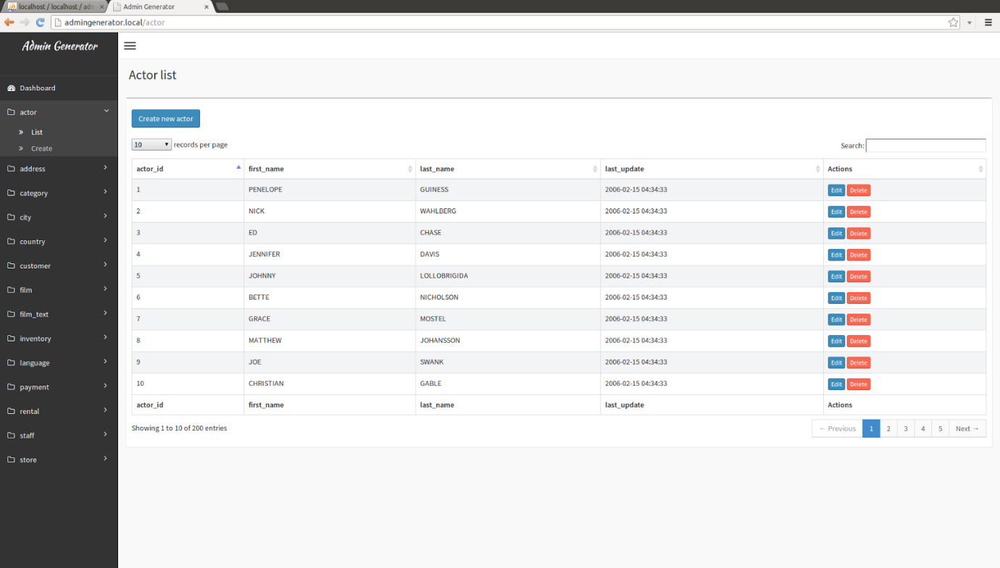 localhost / localhost / adm
Admin Generator
admingenerator.local/actor
Admin Generator
Dashboard
actor
List
Create
address
category
city
country
customer
film
film_text
inventory
language
payment
rental
staff
store
Actor list
Create new actor
10 records per page Search:
actor_id first_name last_name last_update Actions
1 PENELOPE GUINESS 2006-02-15 04:34:33 Edit Delete
2 NICK WAHLBERG 2006-02-15 04:34:33 Edit Delete
3 ED CHASE 2006-02-15 04:34:33 Edit Delete
4 JENNIFER DAVIS 2006-02-15 04:34:33 Edit Delete
5 JOHNNY LOLLOBRIGIDA 2006-02-15 04:34:33 Edit Delete
6 BETTE NICHOLSON 2006-02-15 04:34:33 Edit Delete
7 GRACE MOSTEL 2006-02-15 04:34:33 Edit Delete
8 MATTHEW JOHANSSON 2006-02-15 04:34:33 Edit Delete
9 JOE SWANK 2006-02-15 04:34:33 Edit Delete
10 CHRISTIAN GABLE 2006-02-15 04:34:33 Edit Delete
actor_id first_name last_name last_update Actions
Showing 1 to 10 of 200 entries ← Previous 1 2 3 4 5 Next →